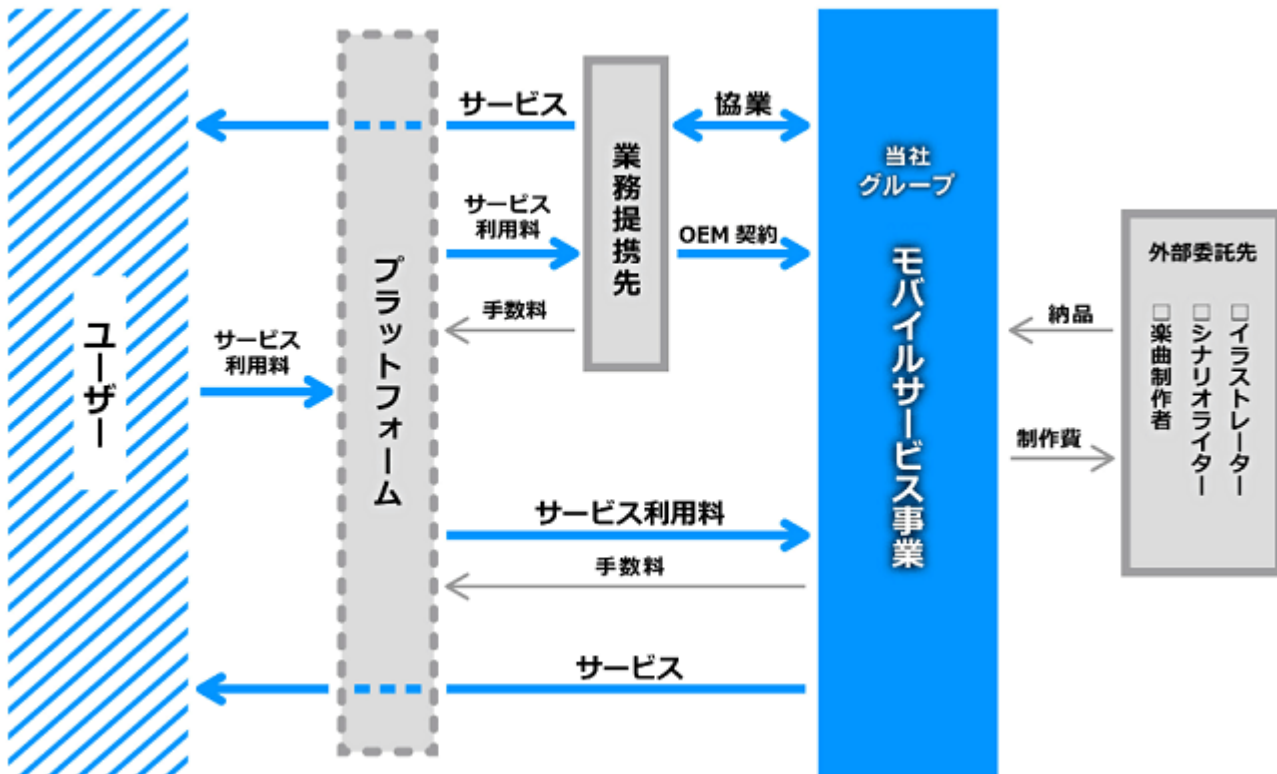 ユーザー
サービス
利用料
プラットフォーム
サービス
サービス
利用料
手数料
業務提携先
協業
OEM 契約
サービス利用料
手数料
サービス
当社
グループ
モバイルサービス事業
納品
制作費
外部委託先
□イラストレーター
□シナリオライター
□楽曲制作者